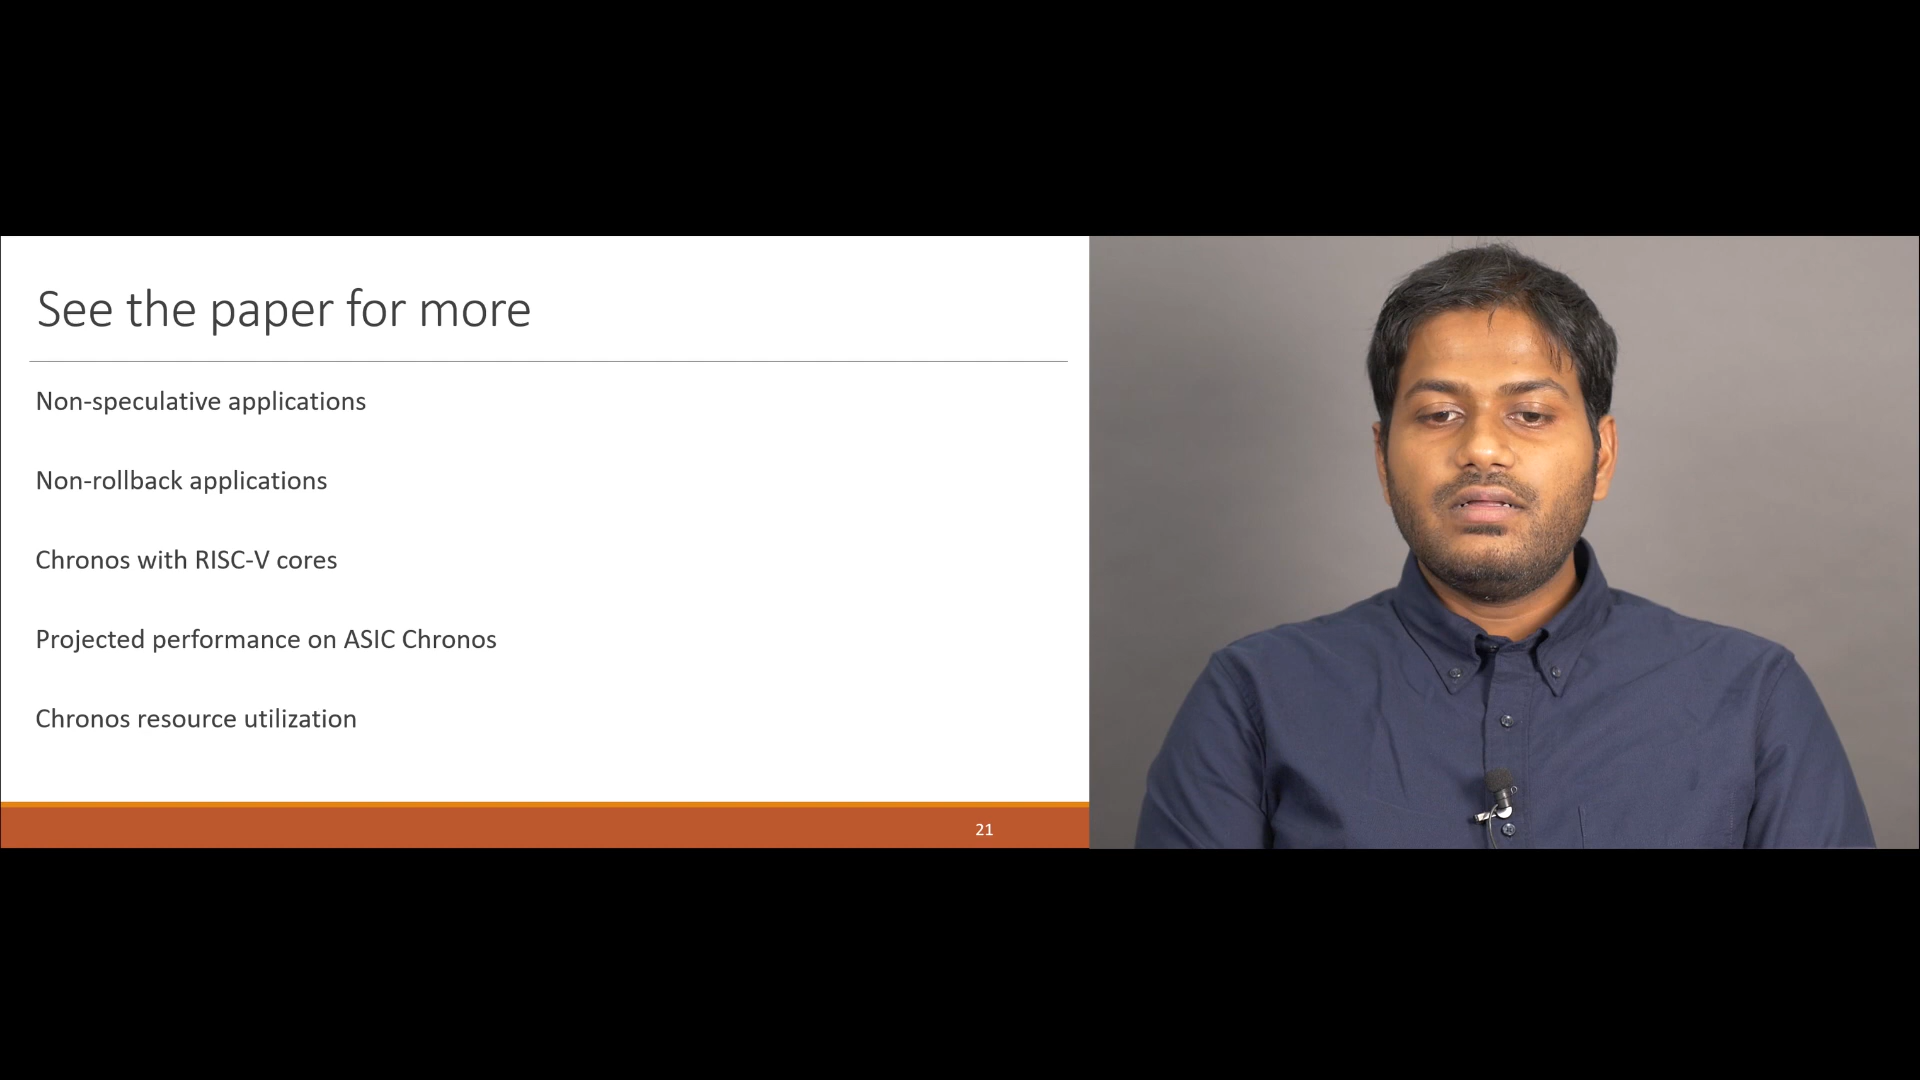 See the paper for more
Non-speculative applications
Non-rollback applications
Chronos with RISC-V cores
Projected performance on ASIC Chronos
Chronos resource utilization
21